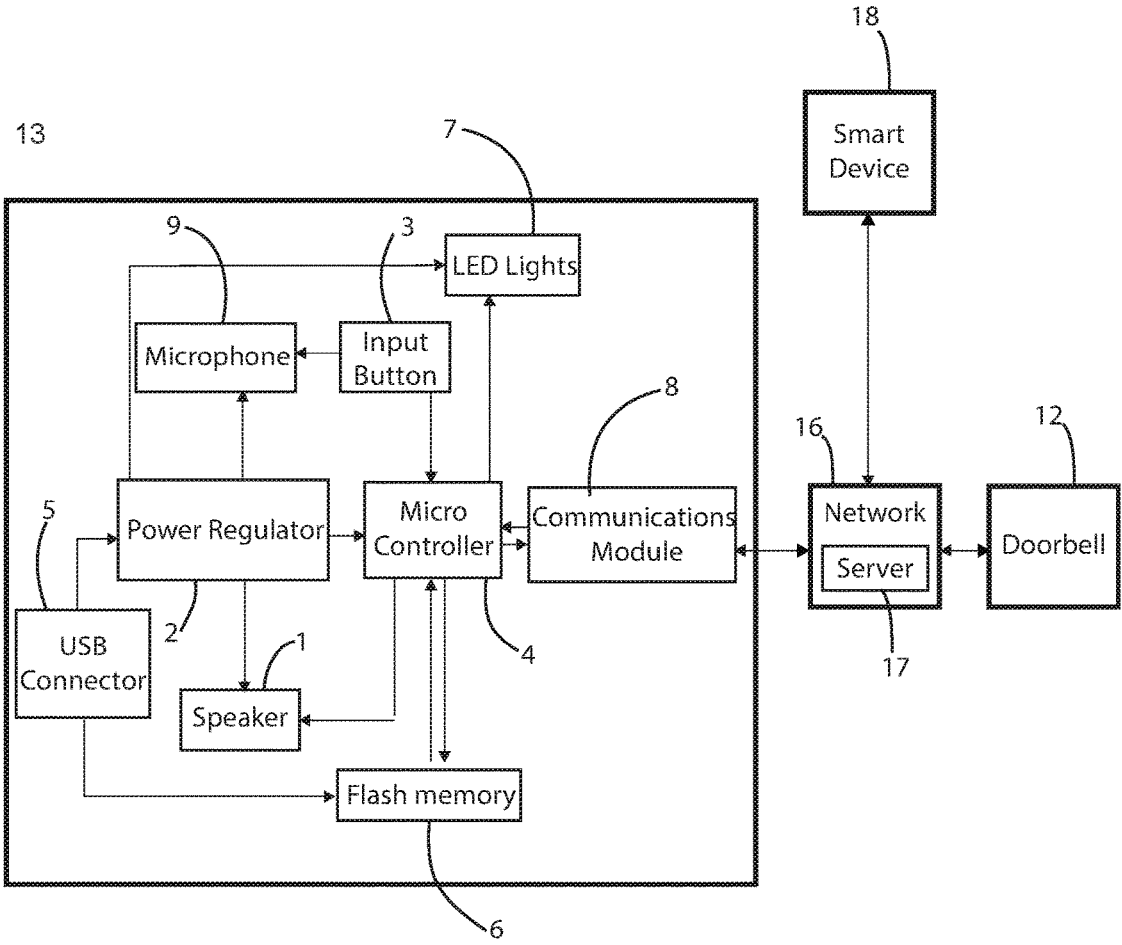 18
Smart
Device
13
7
9
3
LED Lights
Microphone
Input
Button
8
16
12
5
Power Regulator
Micro
Controller
Communications
Module
Network
Server
Doorbell
2
1
4
17
USB
Connector
Speaker
Flash memory
6